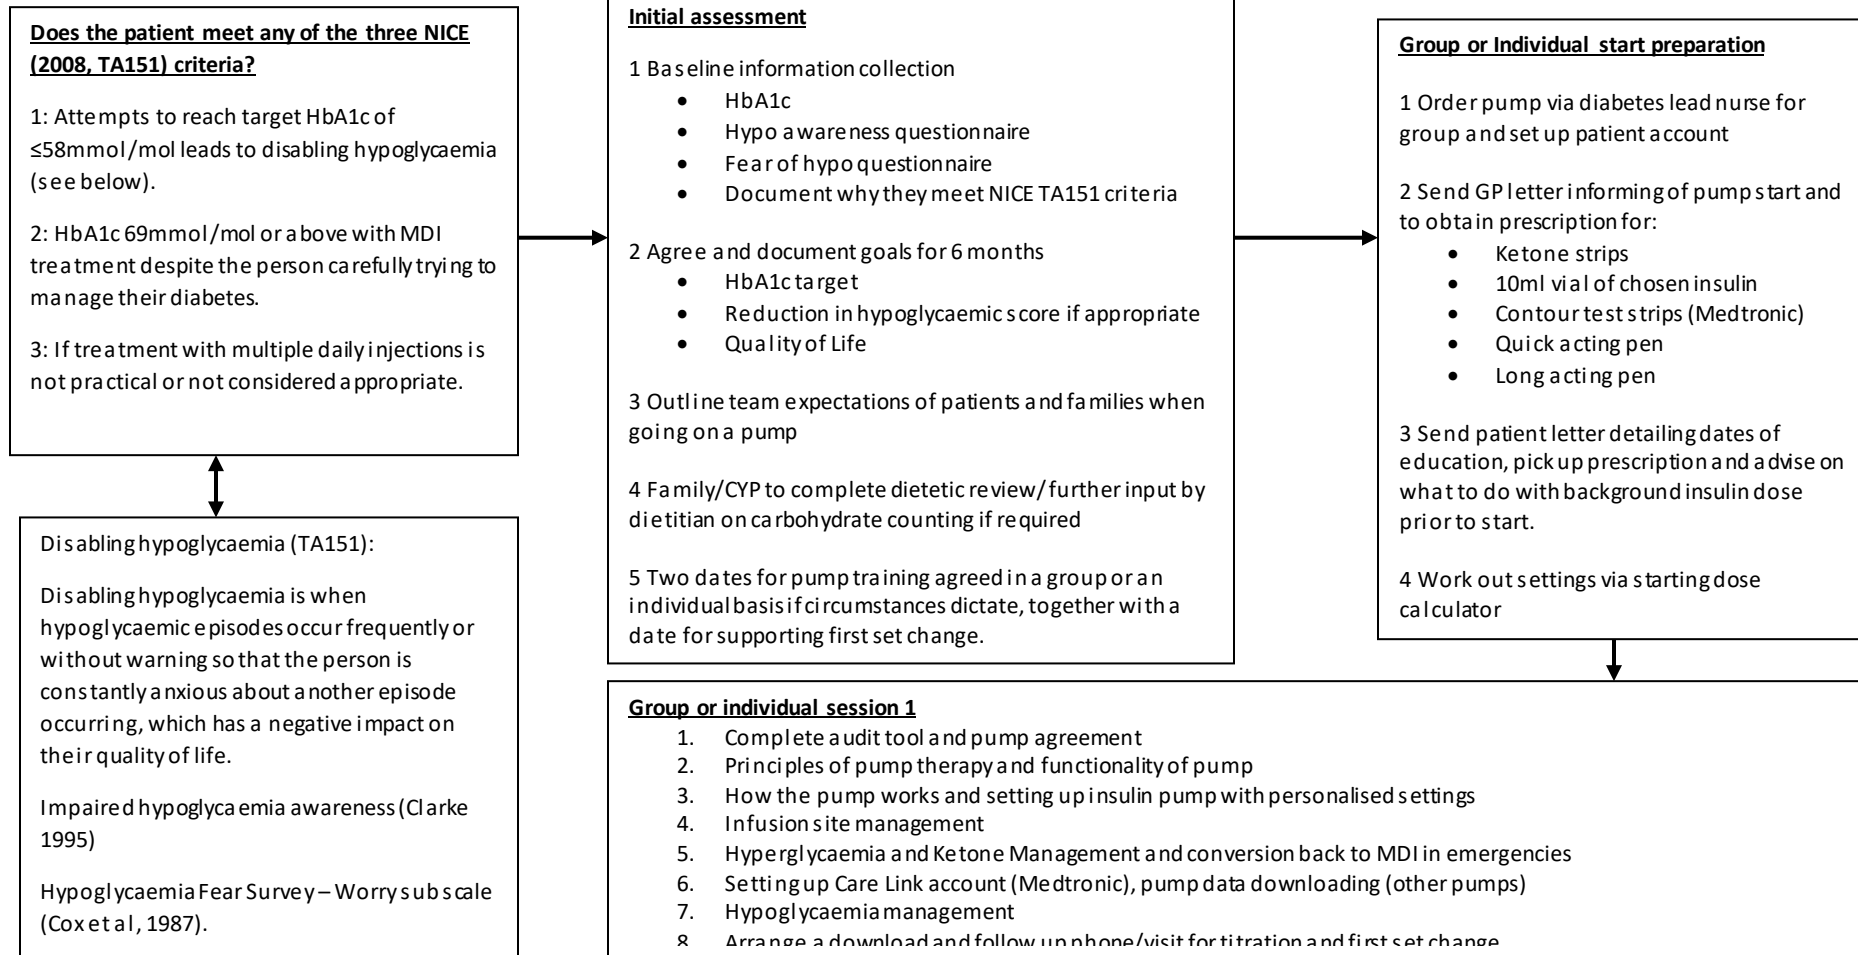 Does the patient meet any of the three NICE
(2008, TA151) criteria?
1: Attempts to reach target HbA1c of
≤58mmol/mol leads to disabling hypoglycaemia
(see below).
2: HbA1c 69mmol/mol or above with MDI
treatment despite the person carefully trying to
manage their diabetes.
3: If treatment with multiple daily injections is
not practical or not considered appropriate.
Disabling hypoglycaemia (TA151):
Disabling hypoglycaemia is when
hypoglycaemic episodes occur frequently or
without warning so that the person is
constantly anxious about another episode
occurring, which has a negative impact on
their quality of life.
Impaired hypoglycaemia awareness (Clarke
1995)
Hypoglycaemia Fear Survey – Worry subscale
(Cox et al, 1987).
Initial assessment
1 Baseline information collection
• HbA1c
• Hypo awareness questionnaire
• Fear of hypo questionnaire
• Document why they meet NICE TA151 criteria
2 Agree and document goals for 6 months
• HbA1c target
• Reduction in hypoglycaemic score if appropriate
• Quality of Life
3 Outline team expectations of patients and families when
going on a pump
4 Family/CYP to complete dietetic review/ further input by
dietitian on carbohydrate counting if required
5 Two dates for pump training agreed in a group or an
individual basis if circumstances dictate, together with a
date for supporting first set change.
Group or Individual start preparation
1 Order pump via diabetes lead nurse for
group and set up patient account
2 Send GP letter informing of pump start and
to obtain prescription for:
• Ketone strips
• 10ml vial of chosen insulin
• Contour test strips (Medtronic)
• Quick acting pen
• Long acting pen
3 Send patient letter detailing dates of
education, pick up prescription and advise on
what to do with background insulin dose
prior to start.
4 Work out settings via starting dose
calculator
Group or individual session 1
1. Complete audit tool and pump agreement
2. Principles of pump therapy and functionality of pump
3. How the pump works and setting up insulin pump with personalised settings
4. Infusion site management
5. Hyperglycaemia and Ketone Management and conversion back to MDI in emergencies
6. Setting up Care Link account (Medtronic), pump data downloading (other pumps)
7. Hypoglycaemia management
8. Arrange a download and follow up phone/visit for titration and first set change